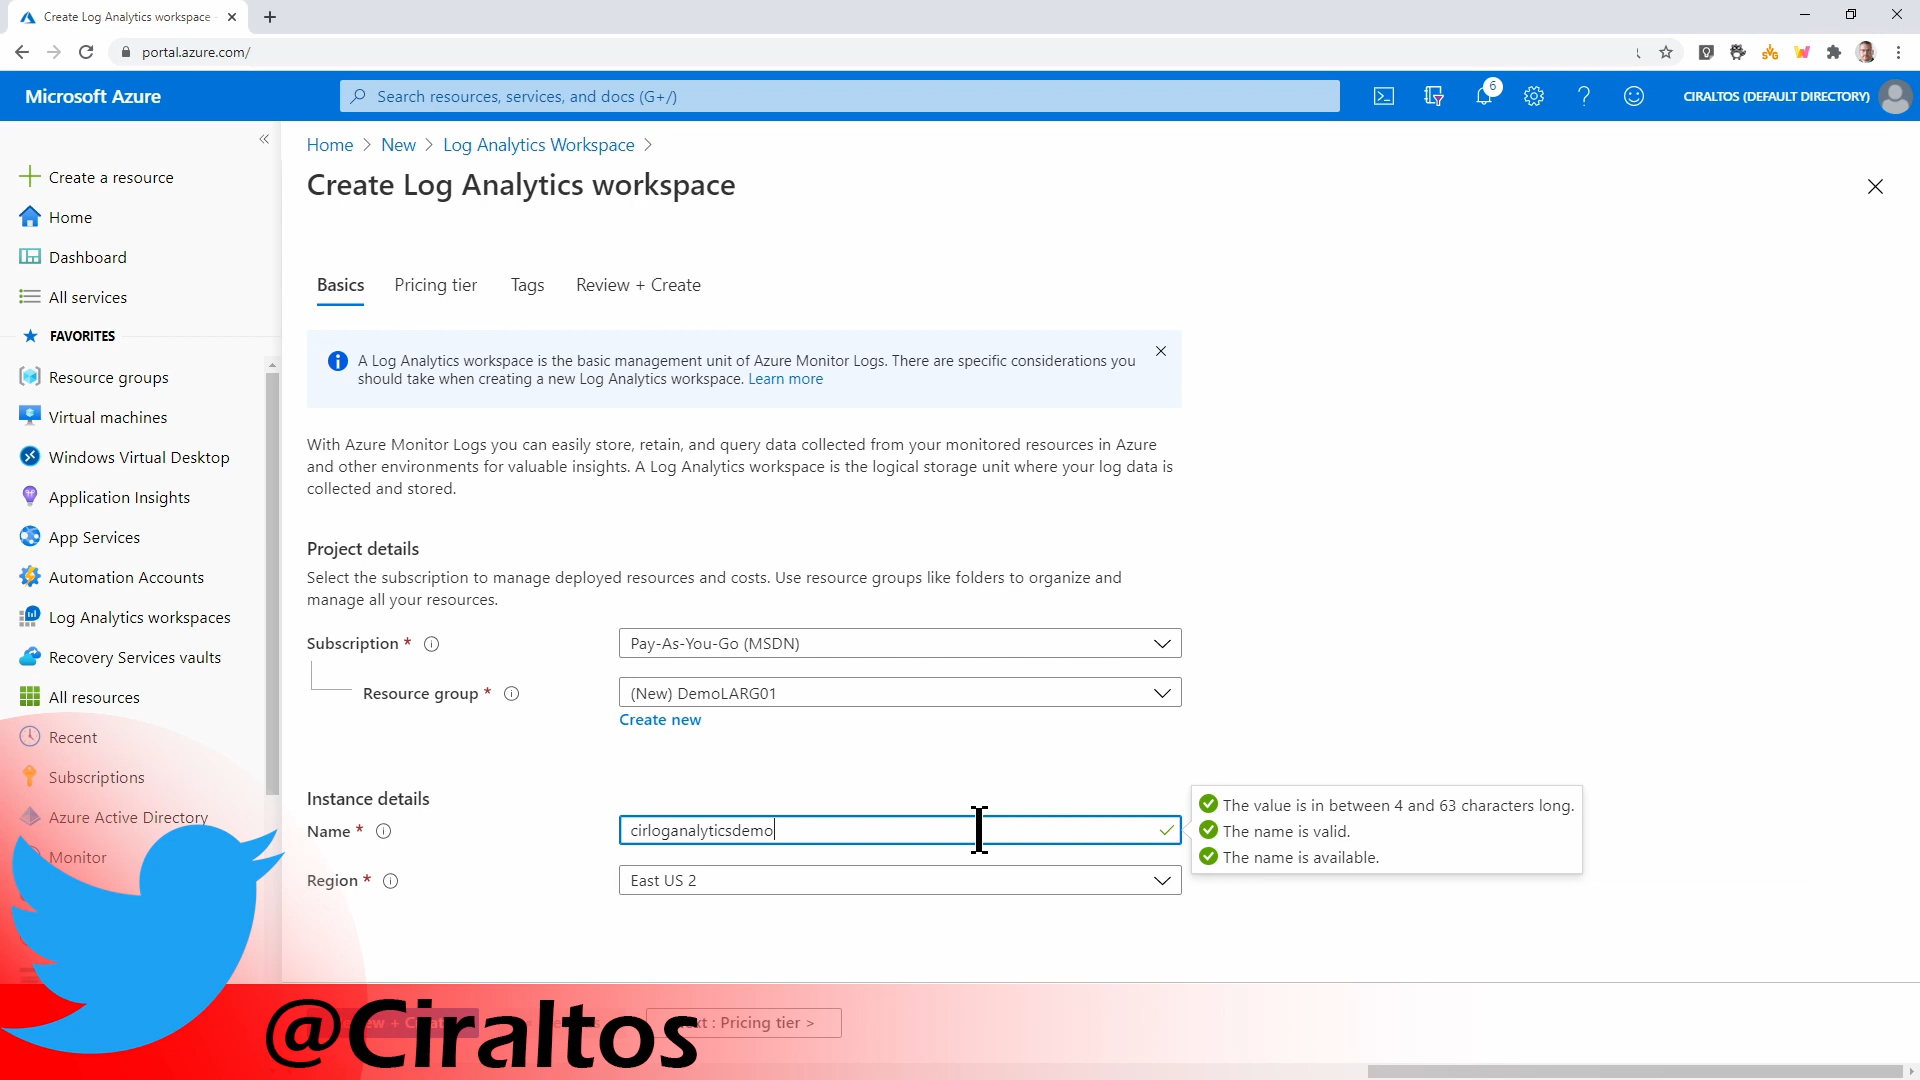 Create Log Analytics workspace -
portal.azure.com/
Microsoft Azure
Search resources, services, and docs (G+/)
6
CIRALTOS (DEFAULT DIRECTORY)
Create a resource
Home
Dashboard
All services
FAVORITES
Resource groups
Virtual machines
Windows Virtual Desktop
Application Insights
App Services
Automation Accounts
Log Analytics workspaces
Recovery Services vaults
All resources
Recent
Subscriptions
Azure Active Directory
Monitor
Home > New > Log Analytics Workspace >
Create Log Analytics workspace
Basics Pricing tier Tags Review + Create
A Log Analytics workspace is the basic management unit of Azure Monitor Logs. There are specific considerations you
should take when creating a new Log Analytics workspace. Learn more
With Azure Monitor Logs you can easily store, retain, and query data collected from your monitored resources in Azure
and other environments for valuable insights. A Log Analytics workspace is the logical storage unit where your log data is
collected and stored.
Project details
Select the subscription to manage deployed resources and costs. Use resource groups like folders to organize and
manage all your resources.
Subscription * Pay-As-You-Go (MSDN)
Resource group * (New) DemoLARG01
Create new
Instance details
Name * cirloganalyticsdemo
The value is in between 4 and 63 characters long.
The name is valid.
The name is available.
Region * East US 2
: Pricing tier >
@Ciraltos